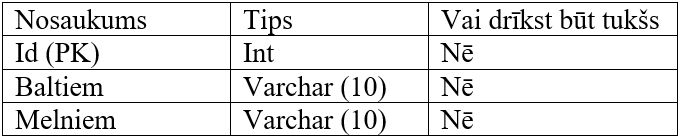 Nosaukums Tips Vai drīkst būt tukšs
Id (PK) Int Nē
Baltiem Varchar (10) Nē
Melniem Varchar (10) Nē